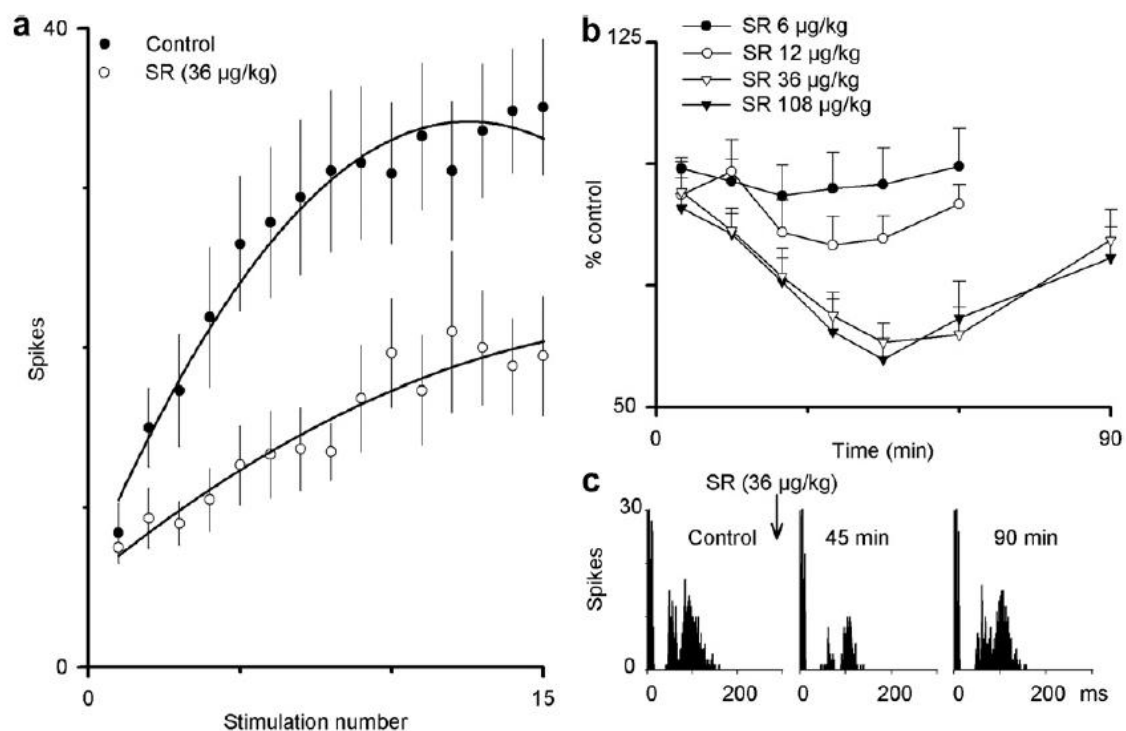 a
40
Control
SR (36 µg/kg)
Spikes
0
0
15
Stimulation number
b
125
SR 6 µg/kg
SR 12 µg/kg
SR 36 µg/kg
SR 108 µg/kg
% control
50
0
90
Time (min)
c
SR (36 µg/kg)
30
Control
45 min
90 min
Spikes
0
0 200
0 200
0 200 ms